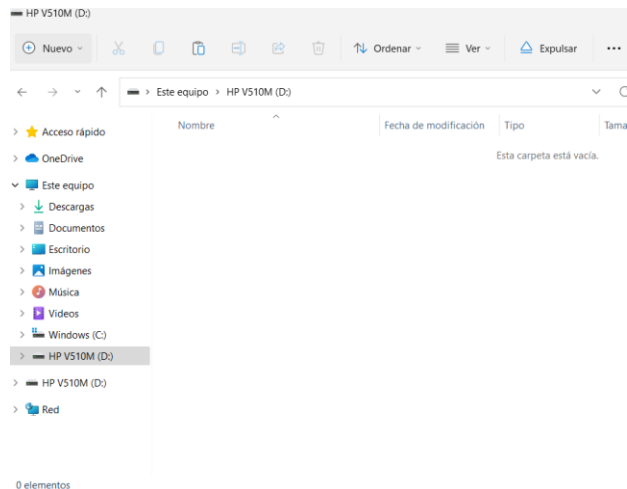 HP V510M (D:)
Nuevo Ordenar Ver Expulsar ...
Este equipo > HP V510M (D:)
Nombre Fecha de modificación Tipo Tama
Esta carpeta está vacía.
Acceso rápido
OneDrive
Este equipo
Descargas
Documentos
Escritorio
Imágenes
Música
Videos
Windows (C:)
HP V510M (D:)
HP V510M (D:)
Red
0 elementos